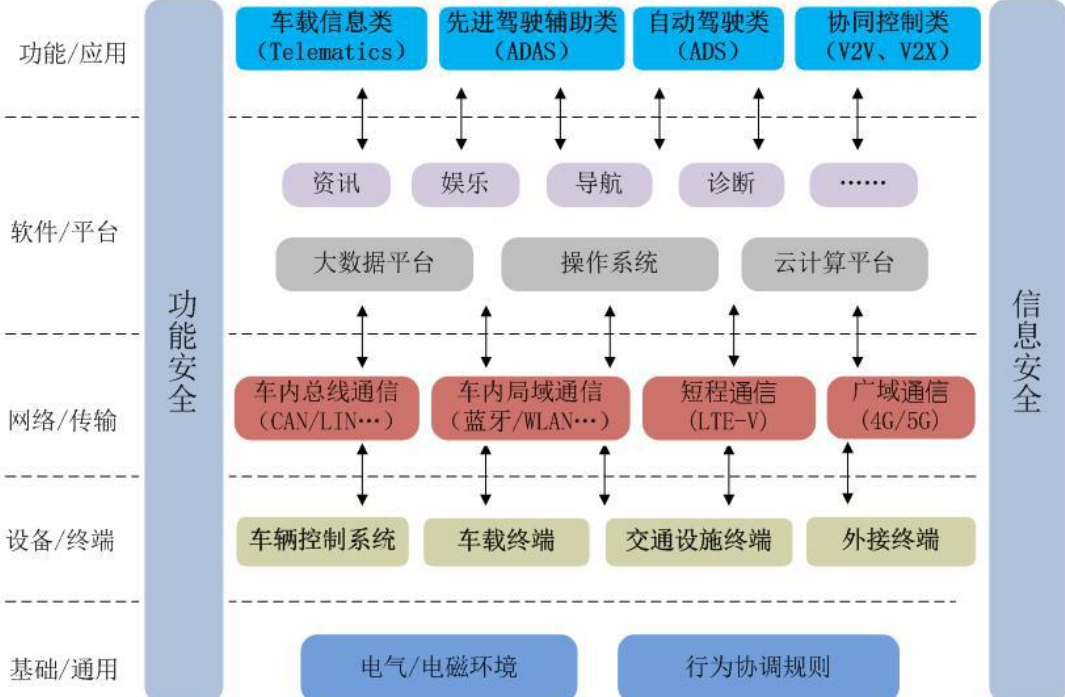 功能/应用
车载信息类
(Telematics)
先进驾驶辅助类
(ADAS)
自动驾驶类
(ADS)
协同控制类
(V2V、V2X)
软件/平台
资讯
娱乐
导航
诊断
……
大数据平台
操作系统
云计算平台
功能安全
信息安全
网络/传输
车内总线通信
(CAN/LIN…)
车内局域通信
(蓝牙/WLAN…)
短程通信
(LTE-V)
广域通信
(4G/5G)
设备/终端
车辆控制系统
车载终端
交通设施终端
外接终端
基础/通用
电气/电磁环境
行为协调规则